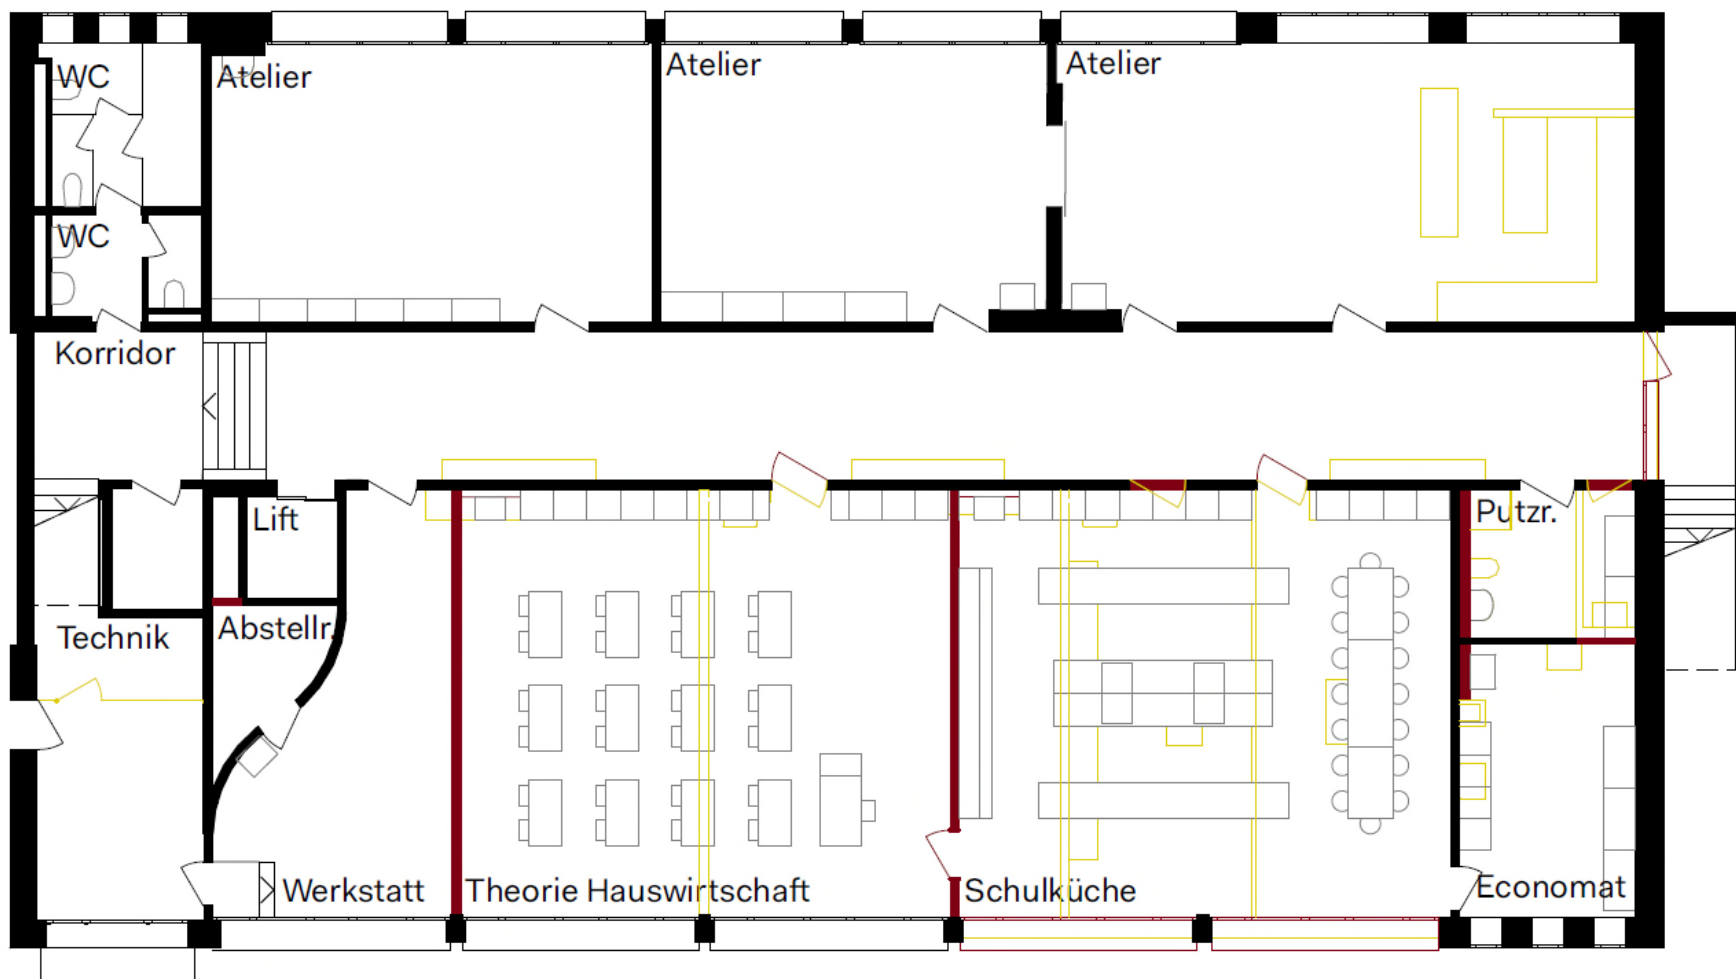 WC
Atelier
Atelier
Atelier
WC
Korridor
Lift
Putzr.
Technik
Abstellr.
Werkstatt
Theorie Hauswirtschaft
Schulküche
Economat